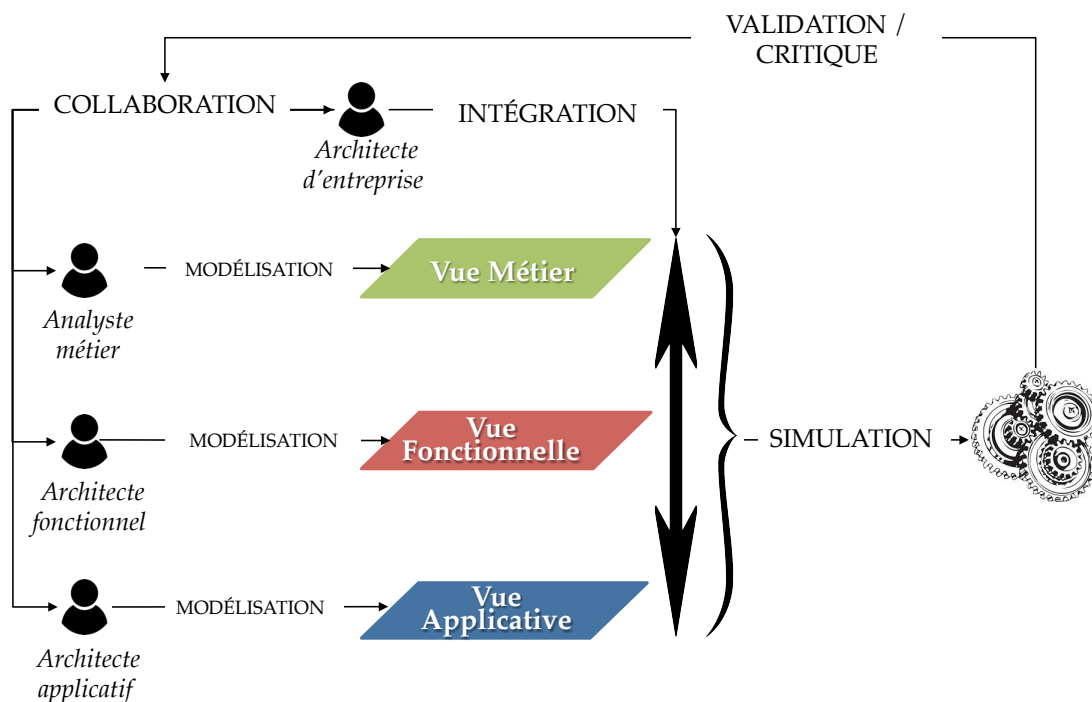 VALIDATION /
CRITIQUE
COLLABORATION
INTÉGRATION
Architecte
d'entreprise
MODÉLISATION
Vue Métier
Analyste
métier
MODÉLISATION
Vue
Fonctionnelle
SIMULATION
Architecte
fonctionnel
MODÉLISATION
Vue
Applicative
Architecte
applicatif